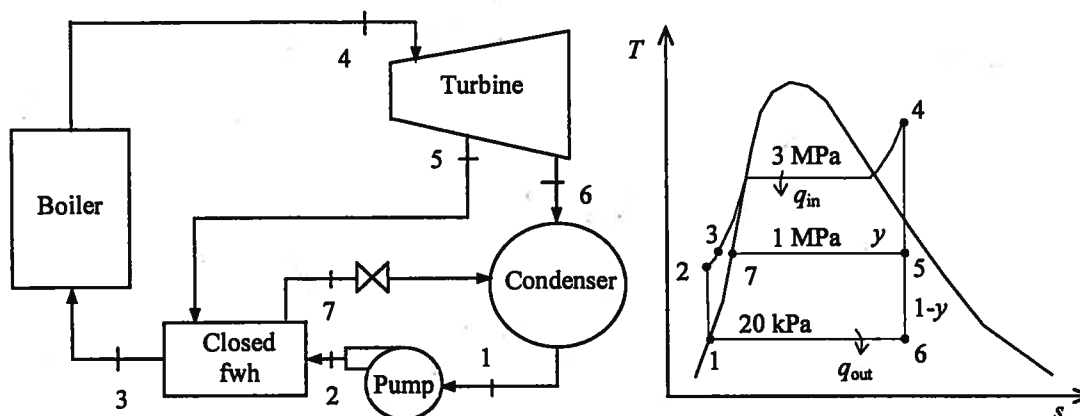 4
Turbine
5
6
Boiler
7
Condenser
Closed
fwh
3
2
Pump
1
T
4
3 MPa
q_in
3
1 MPa
y
2
7
5
20 kPa
1-y
1
q_out
6
s